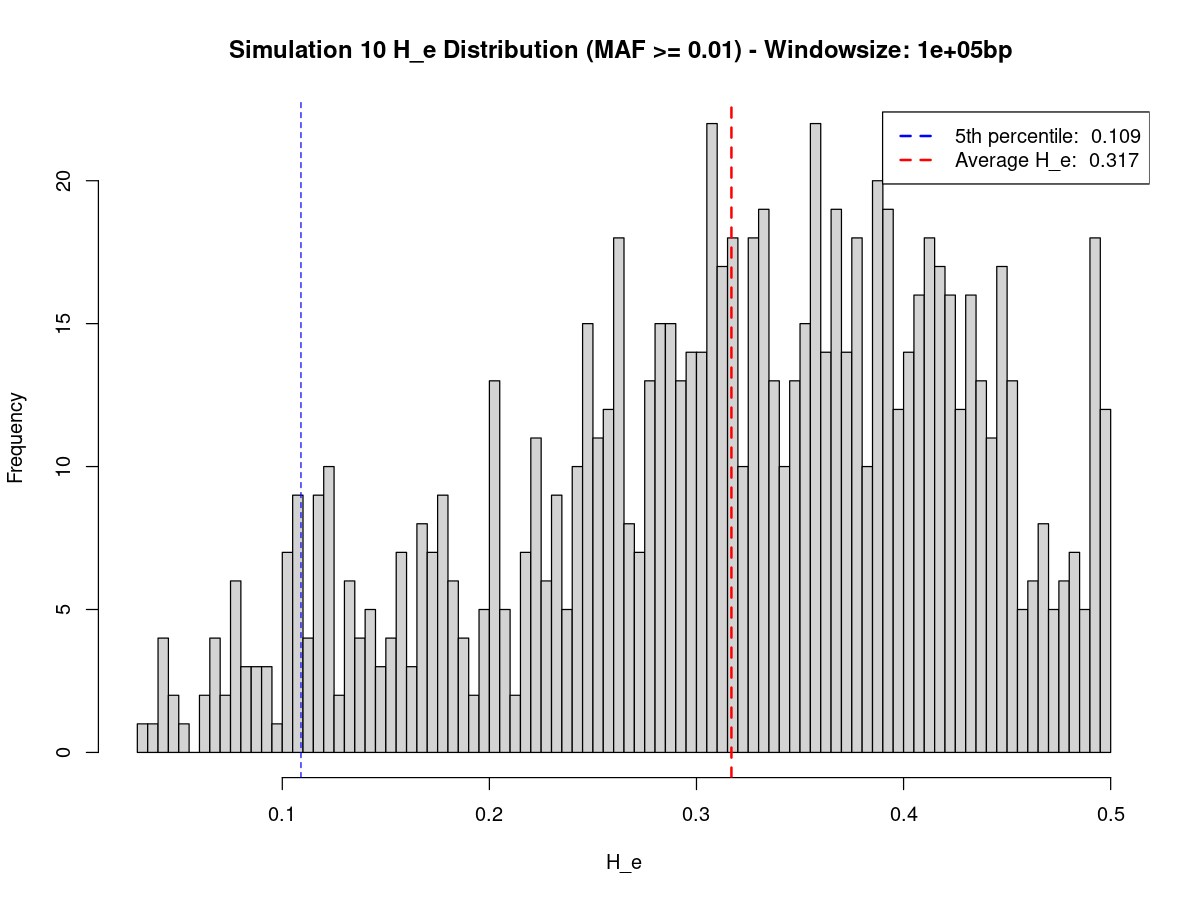 Simulation 10 H_e Distribution (MAF >= 0.01) - Windowsize: 1e+05bp
5th percentile: 0.109
Average H_e: 0.317
Frequency
20
15
10
5
0
0.1 0.2 0.3 0.4 0.5
H_e